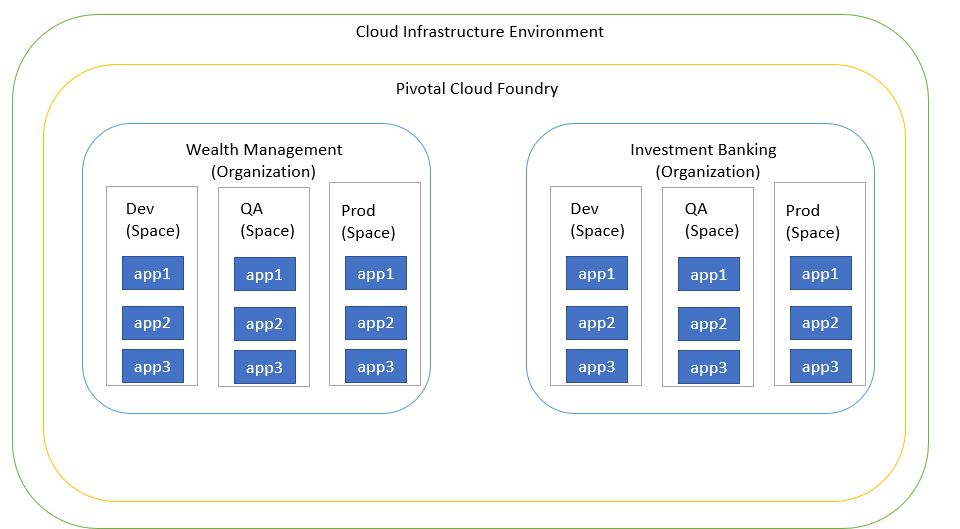 Cloud Infrastructure Environment
Pivotal Cloud Foundry
Wealth Management
(Organization)
Dev
(Space)
app1
app2
app3
QA
(Space)
app1
app2
app3
Prod
(Space)
app1
app2
app3
Investment Banking
(Organization)
Dev
(Space)
app1
app2
app3
QA
(Space)
app1
app2
app3
Prod
(Space)
app1
app2
app3